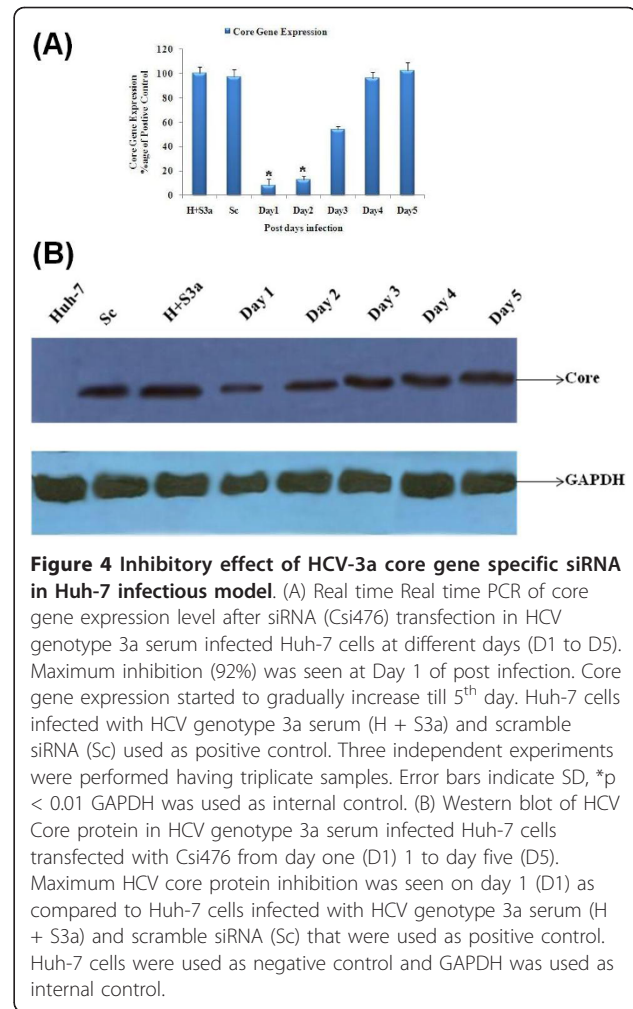 (A)
Core Gene Expression
Core Gene Expression
%age of Postive Control
120
100
80
60
40
20
0
* *
H+S3a Sc Day1 Day2 Day3 Day4 Day5
Post days infection
(B)
Huh-7 Sc H+S3a Day 1 Day 2 Day 3 Day 4 Day 5
Core
GAPDH
Figure 4 Inhibitory effect of HCV-3a core gene specific siRNA
in Huh-7 infectious model. (A) Real time Real time PCR of core
gene expression level after siRNA (Csi476) transfection in HCV
genotype 3a serum infected Huh-7 cells at different days (D1 to D5).
Maximum inhibition (92%) was seen at Day 1 of post infection. Core
gene expression started to gradually increase till 5th day. Huh-7 cells
infected with HCV genotype 3a serum (H + S3a) and scramble
siRNA (Sc) used as positive control. Three independent experiments
were performed having triplicate samples. Error bars indicate SD, *p
< 0.01 GAPDH was used as internal control. (B) Western blot of HCV
Core protein in HCV genotype 3a serum infected Huh-7 cells
transfected with Csi476 from day one (D1) 1 to day five (D5).
Maximum HCV core protein inhibition was seen on day 1 (D1) as
compared to Huh-7 cells infected with HCV genotype 3a serum (H
+ S3a) and scramble siRNA (Sc) that were used as positive control.
Huh-7 cells were used as negative control and GAPDH was used as
internal control.